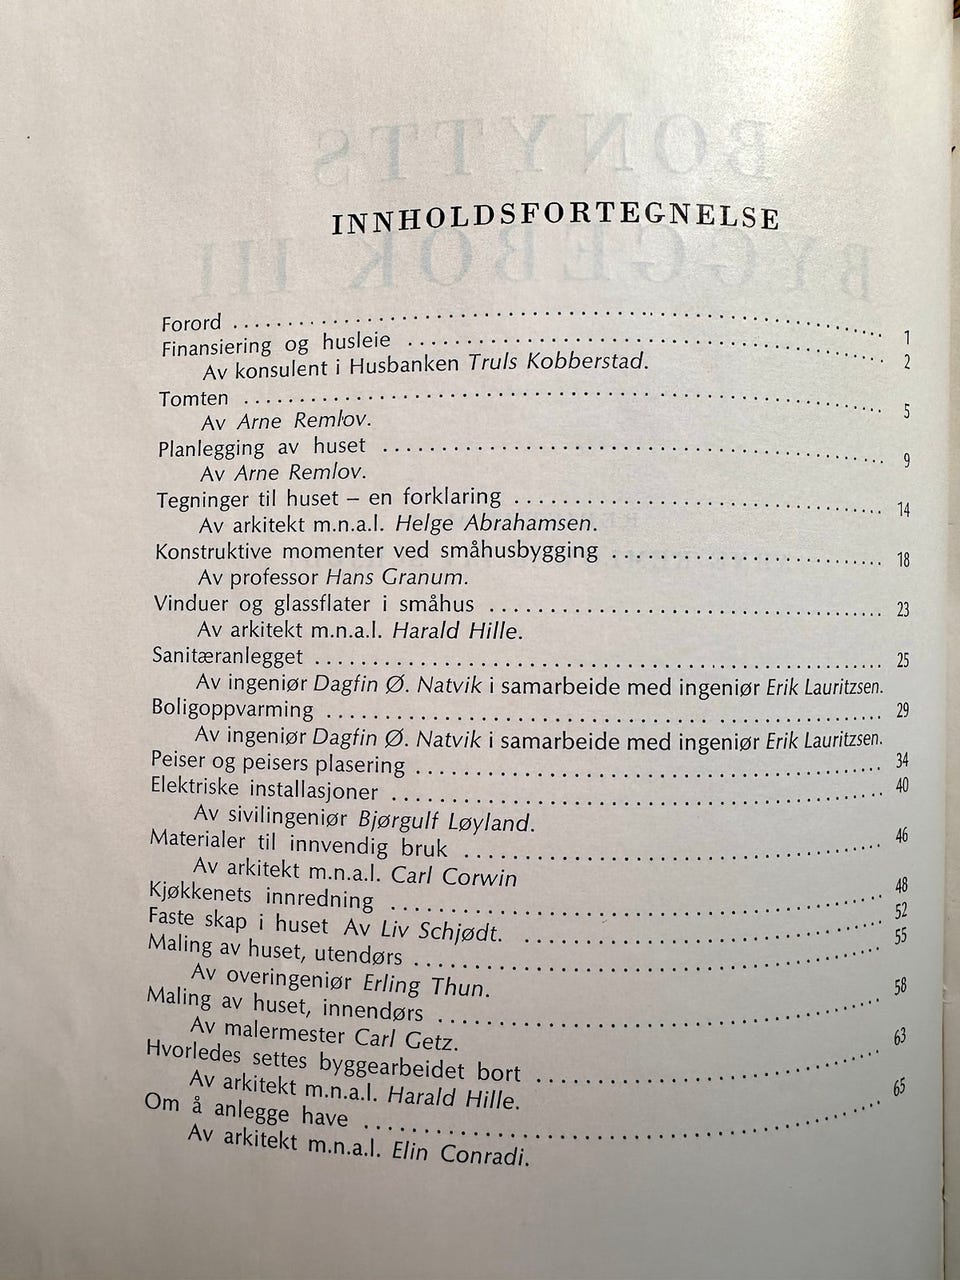 BONYTTS
BYGGEBOK III
INNHOLDSFORTEGNELSE
Forord 1
Finansiering og husleie 2
Av konsulent i Husbanken Truls Kobberstad.
Tomten 5
Av Arne Remlov.
Planlegging av huset 9
Av Arne Remlov.
Tegninger til huset – en forklaring 14
Av arkitekt m.n.a.l. Helge Abrahamsen.
Konstruktive momenter ved småhusbygging 18
Av professor Hans Granum.
Vinduer og glassflater i småhus 23
Av arkitekt m.n.a.l. Harald Hille.
Sanitæranlegget 25
Av ingeniør Dagfin Ø. Natvik i samarbeide med ingeniør Erik Lauritzsen.
Boligoppvarming 29
Av ingeniør Dagfin Ø. Natvik i samarbeide med ingeniør Erik Lauritzsen.
Peiser og peisers plasering 34
Elektriske installasjoner 40
Av sivilingeniør Bjørgulf Løyland.
Materialer til innvendig bruk 46
Av arkitekt m.n.a.l. Carl Corwin
Kjøkkenets innredning 48
Faste skap i huset Av Liv Schjødt. 52
Maling av huset, utendørs 55
Av overingeniør Erling Thun.
Maling av huset, innendørs 58
Av malermester Carl Getz.
Hvorledes settes byggearbeidet bort 63
Av arkitekt m.n.a.l. Harald Hille.
Om å anlegge have 65
Av arkitekt m.n.a.l. Elin Conradi.